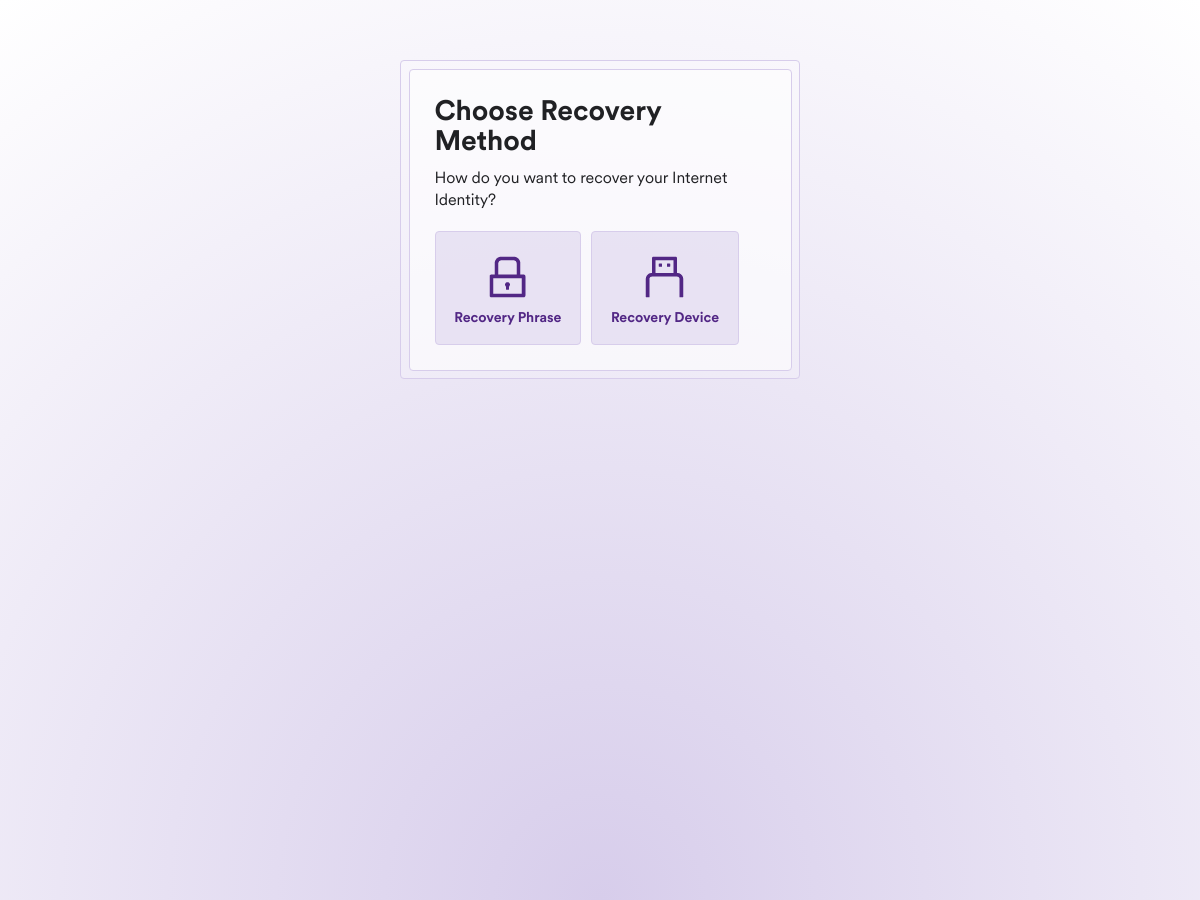 Choose Recovery
Method
How do you want to recover your Internet
Identity?
Recovery Phrase
Recovery Device